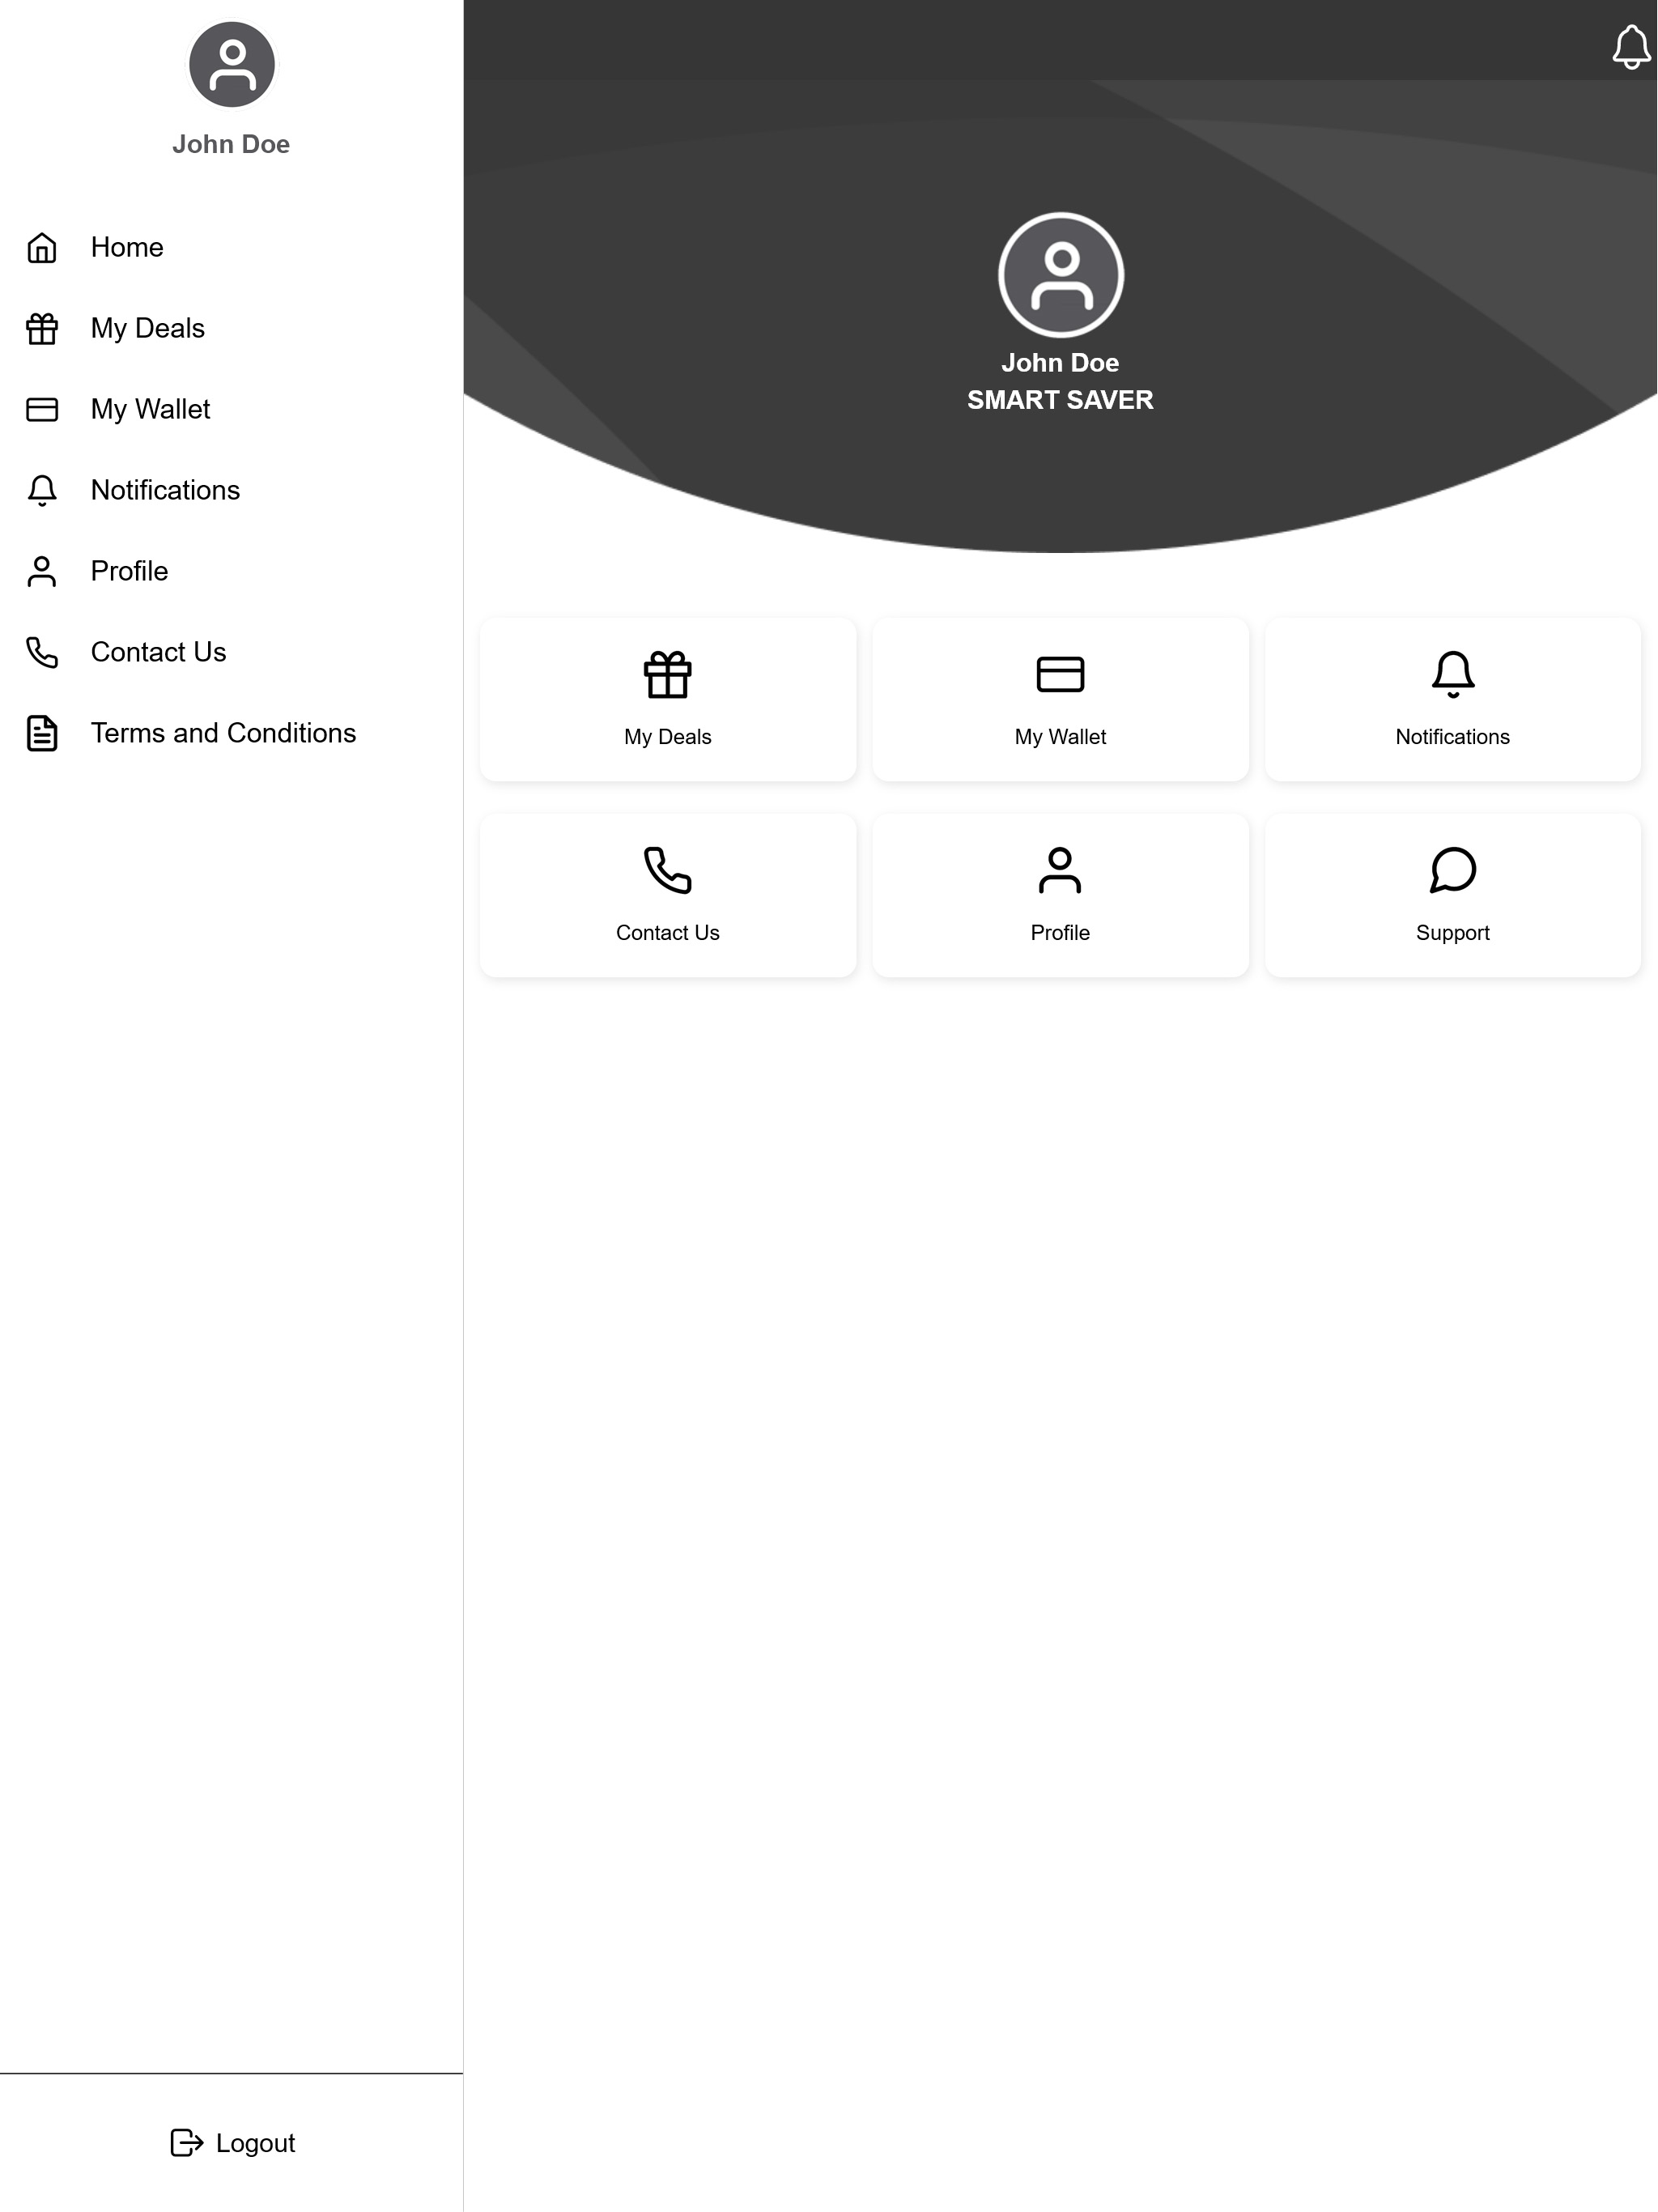 John Doe
Home
My Deals
My Wallet
Notifications
Profile
Contact Us
Terms and Conditions
Logout
John Doe
SMART SAVER
My Deals
My Wallet
Notifications
Contact Us
Profile
Support